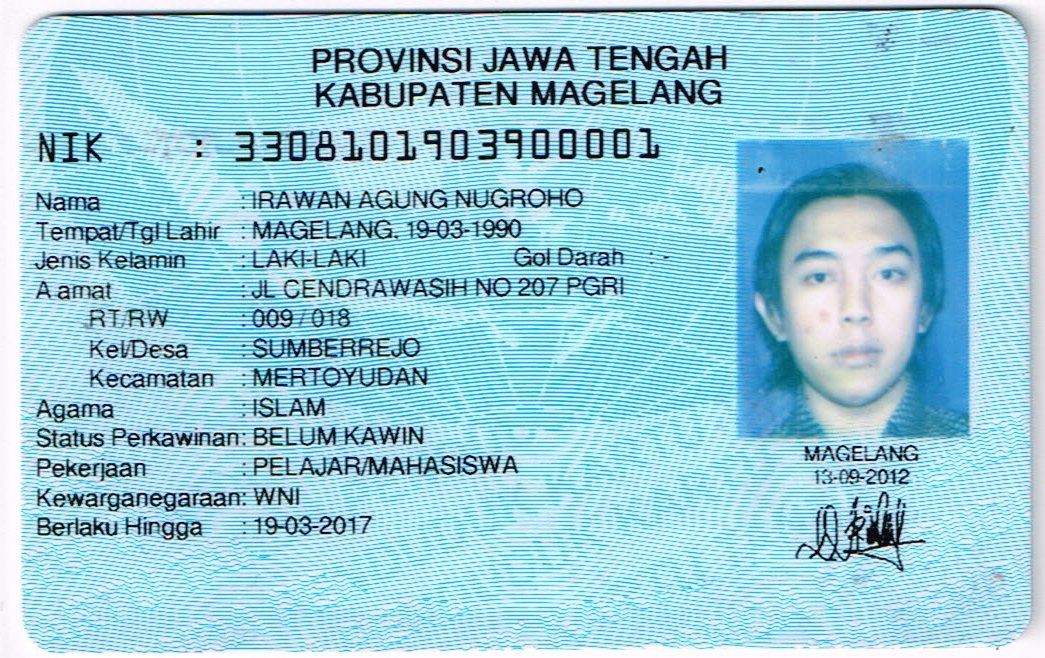 PROVINSI JAWA TENGAH
KABUPATEN MAGELANG
NIK : 3308101903900001
Nama : IRAWAN AGUNG NUGROHO
Tempat/Tgl Lahir : MAGELANG, 19-03-1990
Jenis Kelamin : LAKI-LAKI Gol Darah : -
Alamat : JL CENDRAWASIH NO 207 PGRI
RT/RW : 009 / 018
Kel/Desa : SUMBERREJO
Kecamatan : MERTOYUDAN
Agama : ISLAM
Status Perkawinan: BELUM KAWIN
Pekerjaan : PELAJAR/MAHASISWA
Kewarganegaraan: WNI
Berlaku Hingga : 19-03-2017
MAGELANG
13-09-2012